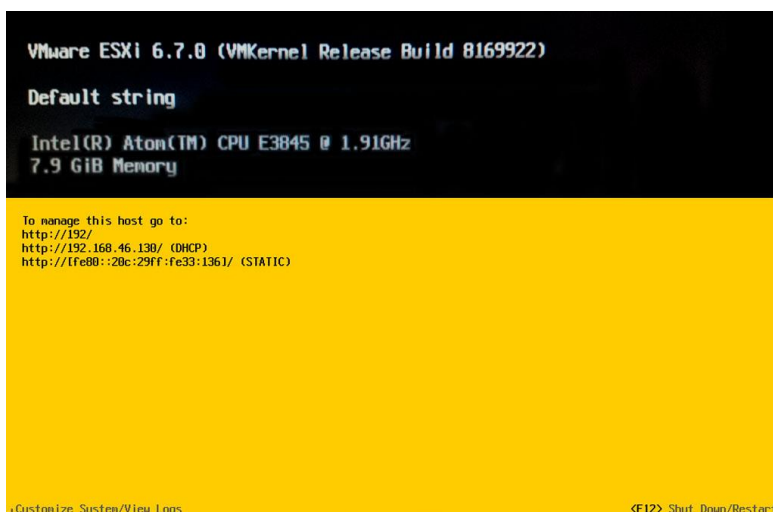 VMware ESXi 6.7.0 (VMKernel Release Build 8169922)
Default string
Intel(R) Atom(TM) CPU E3845 @ 1.91GHz
7.9 GiB Memory
To manage this host go to:
http://192/
http://192.168.46.130/ (DHCP)
http://[fe80::20c:29ff:fe33:136]/ (STATIC)
Customize System/View Logs
<F12> Shut Down/Restar